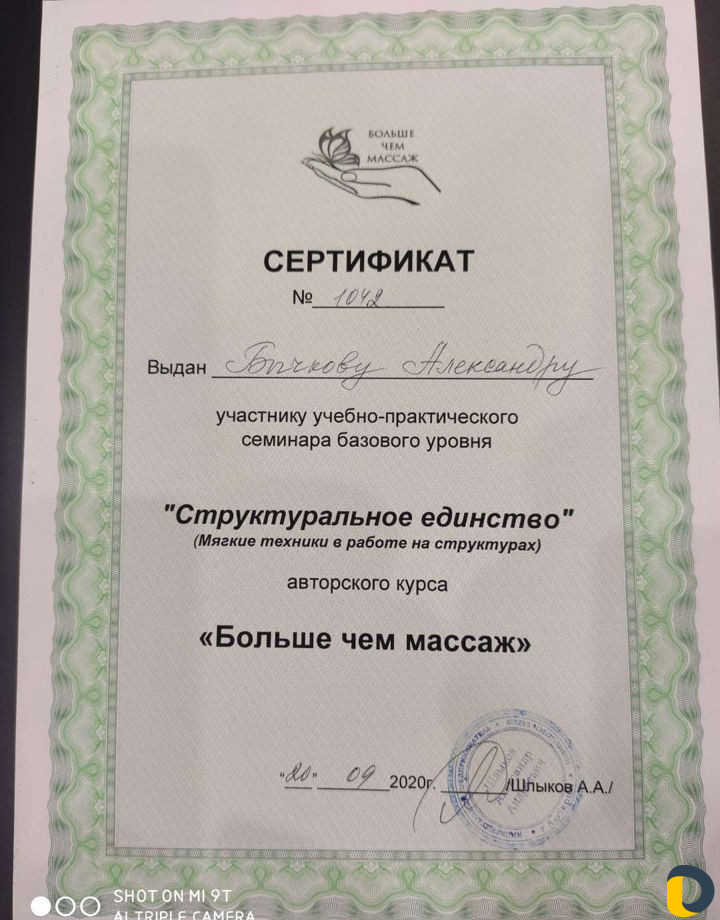 БОЛЬШЕ
ЧЕМ
МАССАЖ
СЕРТИФИКАТ
№ 1042
Выдан Бычкову Александру
участнику учебно-практического
семинара базового уровня
"Структуральное единство"
(Мягкие техники в работе на структурах)
авторского курса
«Больше чем массаж»
"20" 09 2020г. /Шлыков А.А./
Шлыков
Александр
SHOT ON MI 9T
AI TRIPLE CAMERA